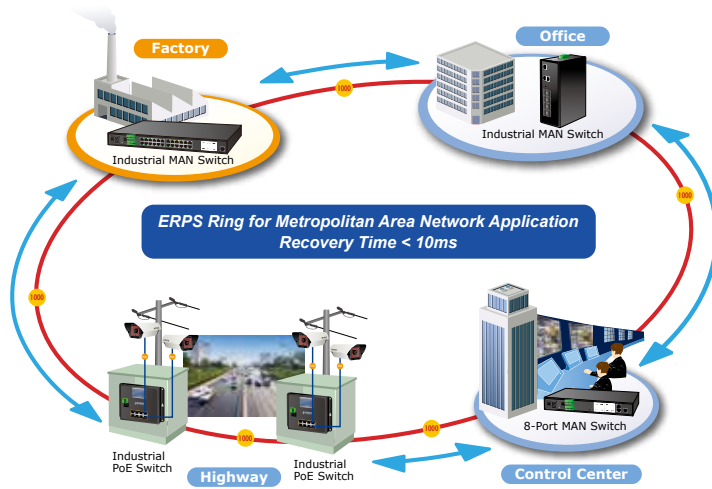 Factory
Office
1000
Industrial MAN Switch
Industrial MAN Switch
1000
ERPS Ring for Metropolitan Area Network Application
Recovery Time < 10ms
1000
8-Port MAN Switch
1000
1000
Industrial
PoE Switch
Highway
Industrial
PoE Switch
Control Center